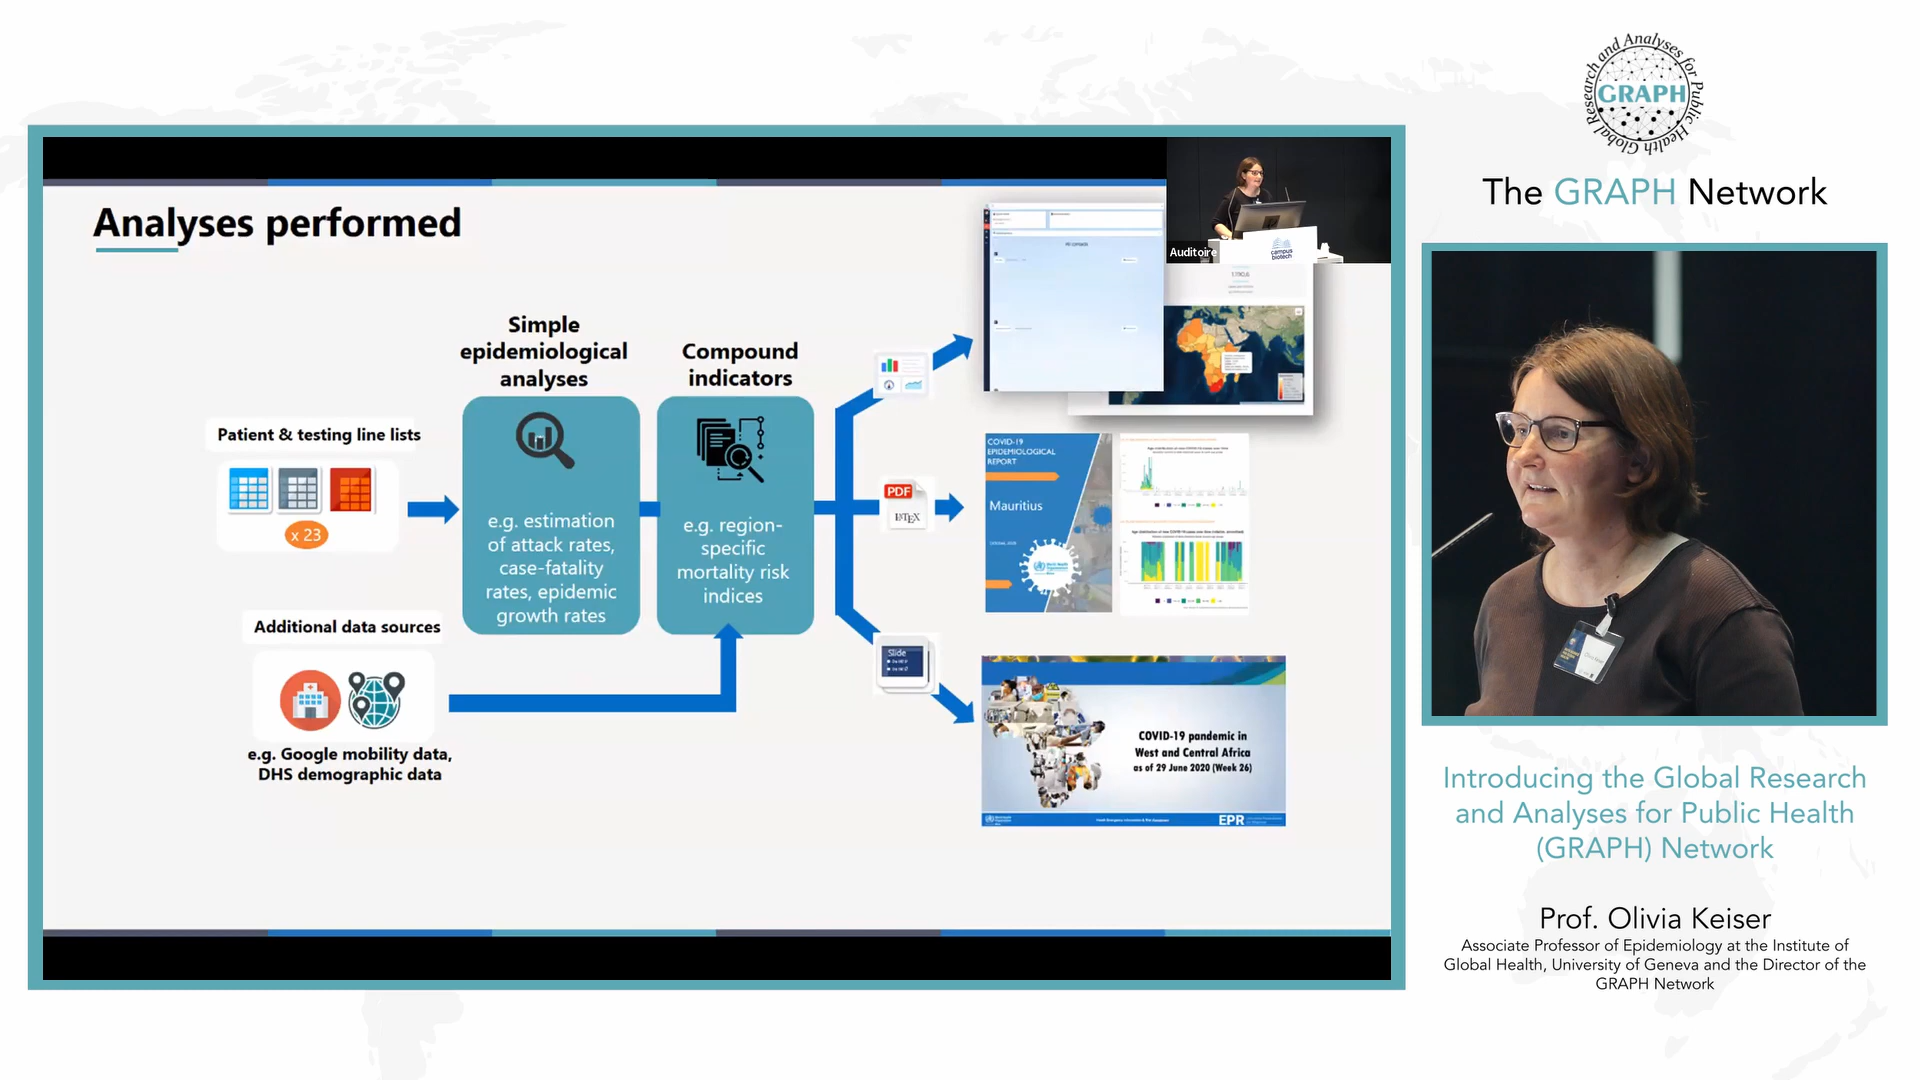 Analyses performed
Simple
epidemiological
analyses
Compound
indicators
Patient & testing line lists
x 23
e.g. estimation
of attack rates,
case-fatality
rates, epidemic
growth rates
e.g. region-
specific
mortality risk
indices
Additional data sources
e.g. Google mobility data,
DHS demographic data
PDF
LATEX
Slide
All contacts
Auditoire
campus
biotech
COVID-19
EPIDEMIOLOGICAL
REPORT
Mauritius
COVID-19 pandemic in
West and Central Africa
as of 29 June 2020 (Week 26)
EPR
Global Research and Analyses for Public Health
GRAPH
The GRAPH Network
Introducing the Global Research
and Analyses for Public Health
(GRAPH) Network
Prof. Olivia Keiser
Associate Professor of Epidemiology at the Institute of
Global Health, University of Geneva and the Director of the
GRAPH Network